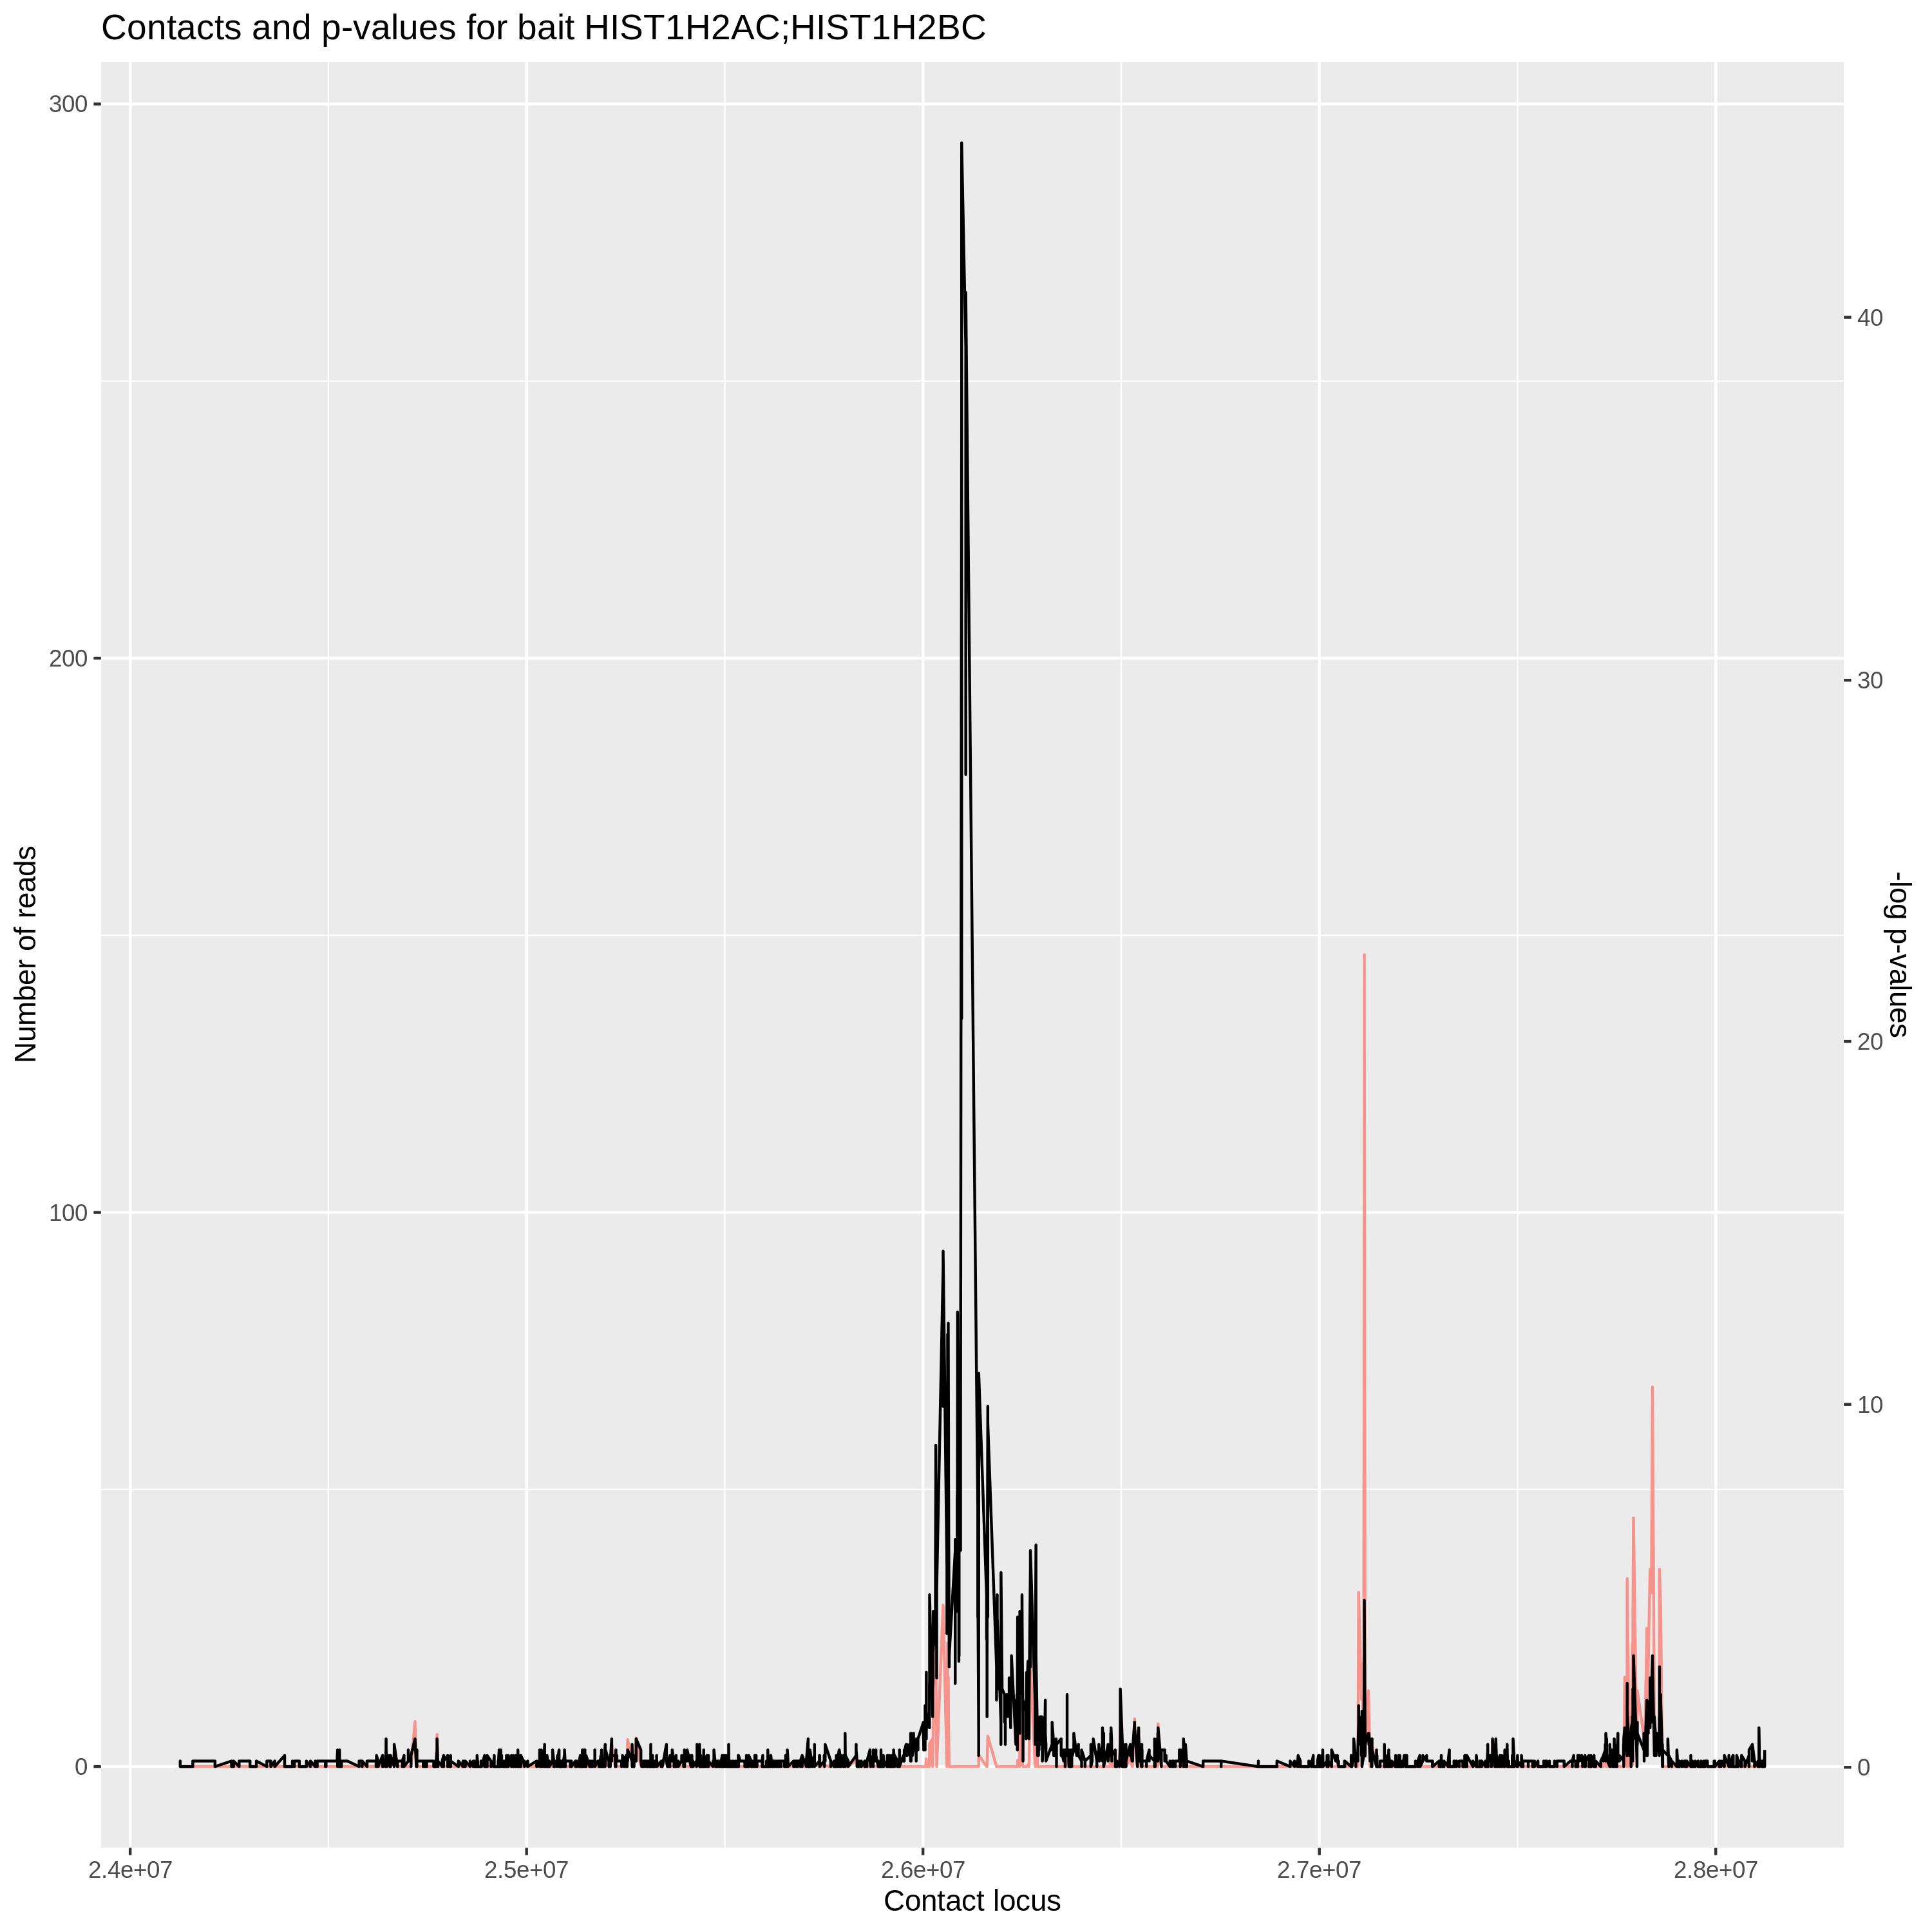 Contacts and p-values for bait HIST1H2AC;HIST1H2BC
300
200
100
0
Number of reads
40
30
20
10
0
-log p-values
2.4e+07
2.5e+07
2.6e+07
2.7e+07
2.8e+07
Contact locus